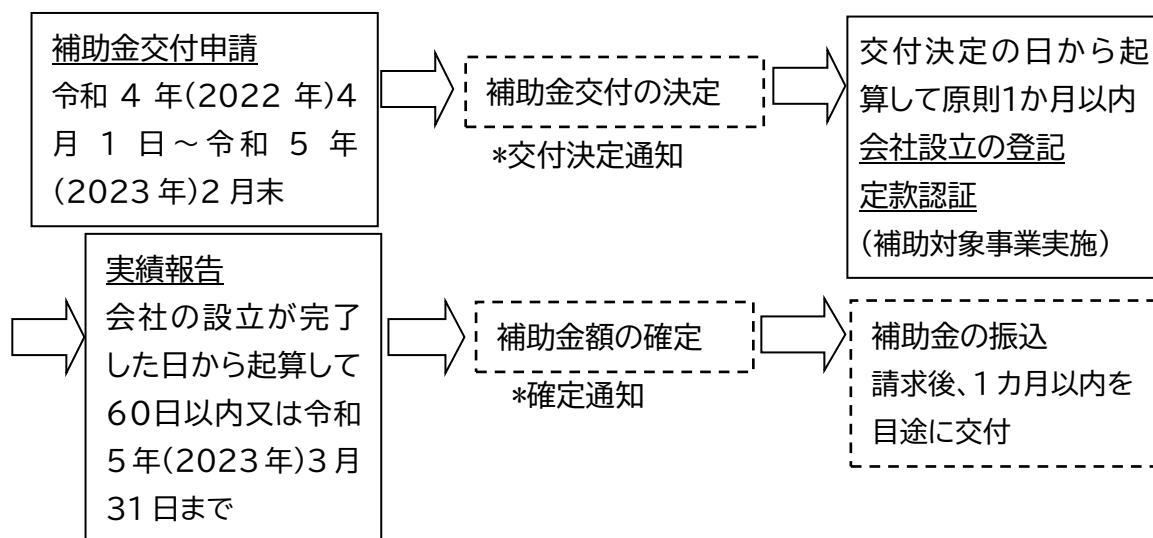 補助金交付申請
令和 4 年(2022 年)4
月 1 日～令和 5 年
(2023 年)2 月末
補助金交付の決定
*交付決定通知
交付決定の日から起
算して原則1か月以内
会社設立の登記
定款認証
(補助対象事業実施)
実績報告
会社の設立が完了
した日から起算して
60日以内又は令和
5年(2023年)3月
31日まで
補助金額の確定
*確定通知
補助金の振込
請求後、1カ月以内を
目途に交付